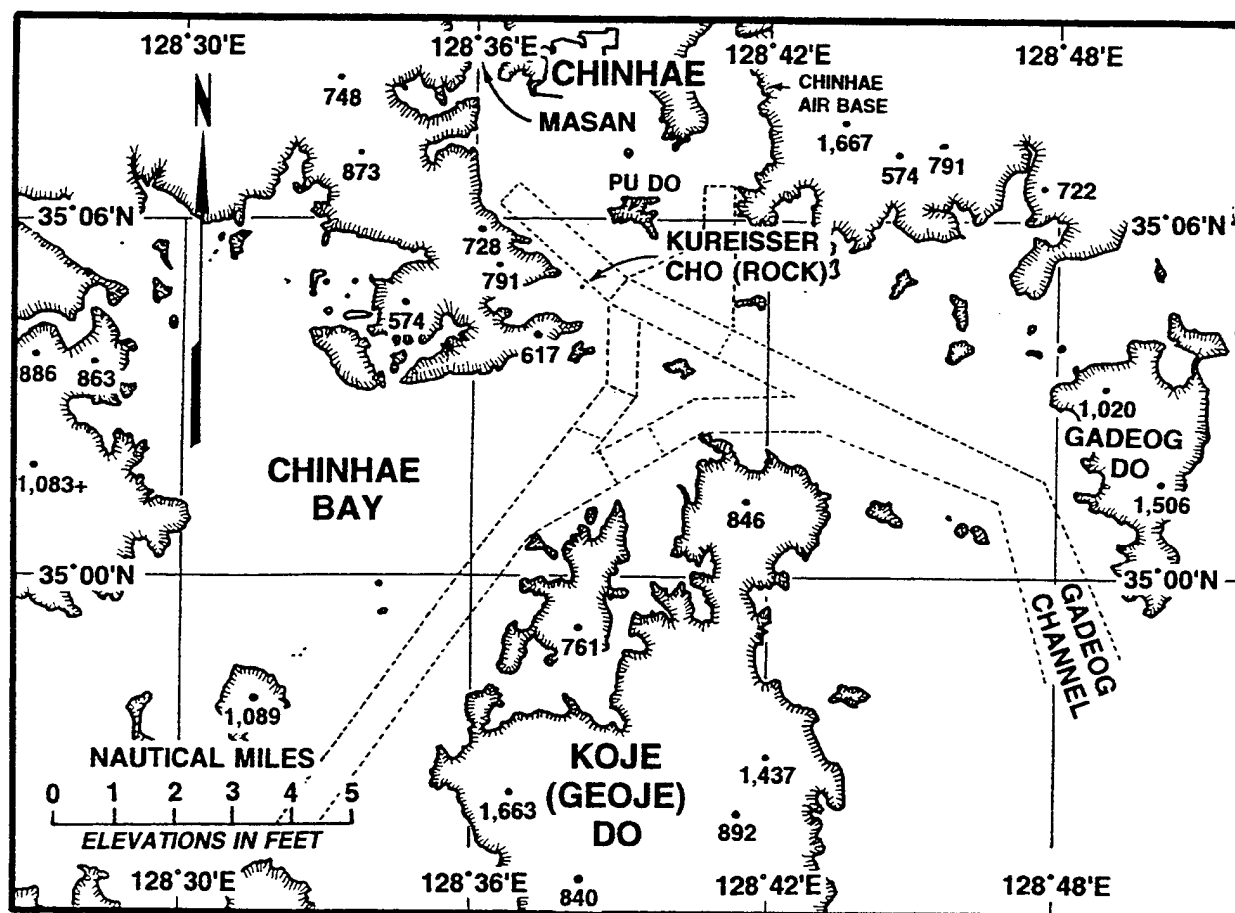 128°30'E
128°36'E
128°42'E
128°48'E
N
CHINHAE
CHINHAE
AIR BASE
MASAN
748
873
1,667
574
791
722
PU DO
35°06'N
35°06'N
KUREISSER
CHO (ROCK)
728
791
574
617
886
863
1,020
GADEOG
DO
1,083+
CHINHAE
BAY
846
1,506
35°00'N
35°00'N
GADEOG
CHANNEL
761
1,089
NAUTICAL MILES
0 1 2 3 4 5
ELEVATIONS IN FEET
KOJE
(GEOJE)
DO
1,437
1,663
892
128°30'E
128°36'E
840
128°42'E
128°48'E